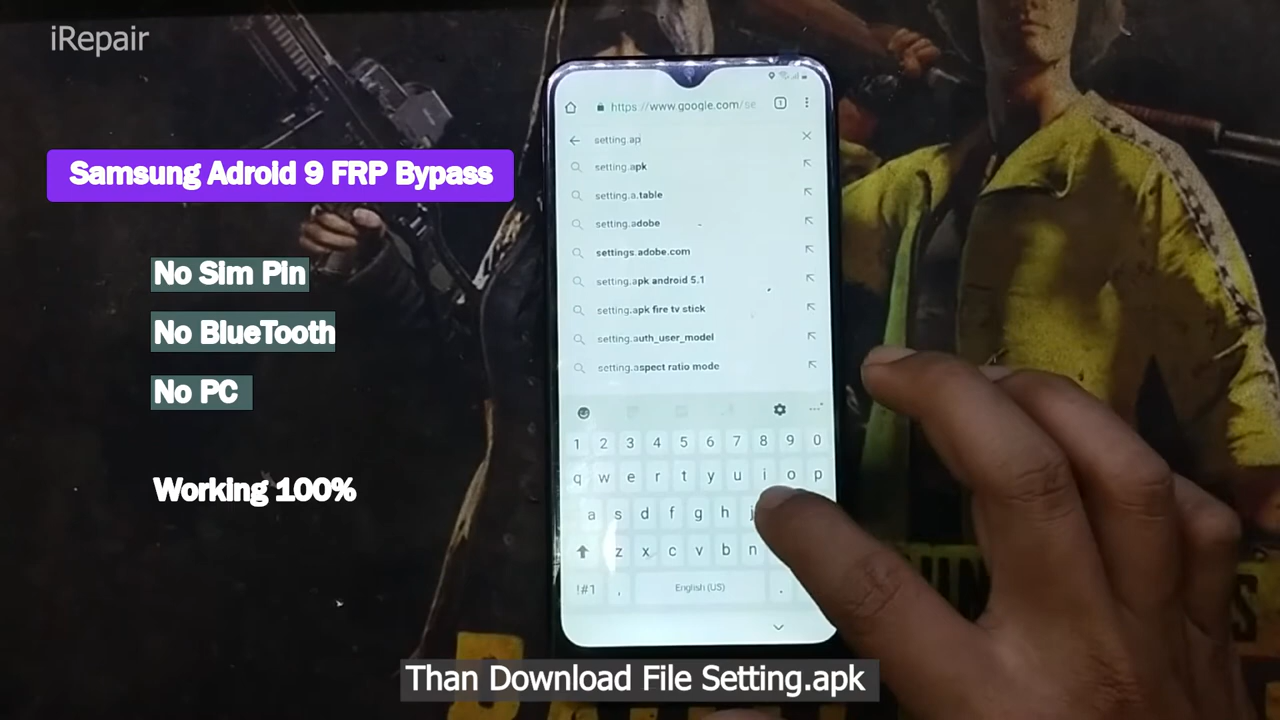 iRepair
Samsung Adroid 9 FRP Bypass
No Sim Pin
No BlueTooth
No PC
Working 100%
https://www.google.com/se
1
setting.ap
setting.apk
setting.a.table
setting.adobe
settings.adobe.com
setting.apk android 5.1
setting.apk fire tv stick
setting.auth_user_model
setting.aspect ratio mode
1 2 3 4 5 6 7 8 9 0
q w e r t y u i o p
a s d f g h j
z x c v b n
!#1 , English (US) .
Than Download File Setting.apk